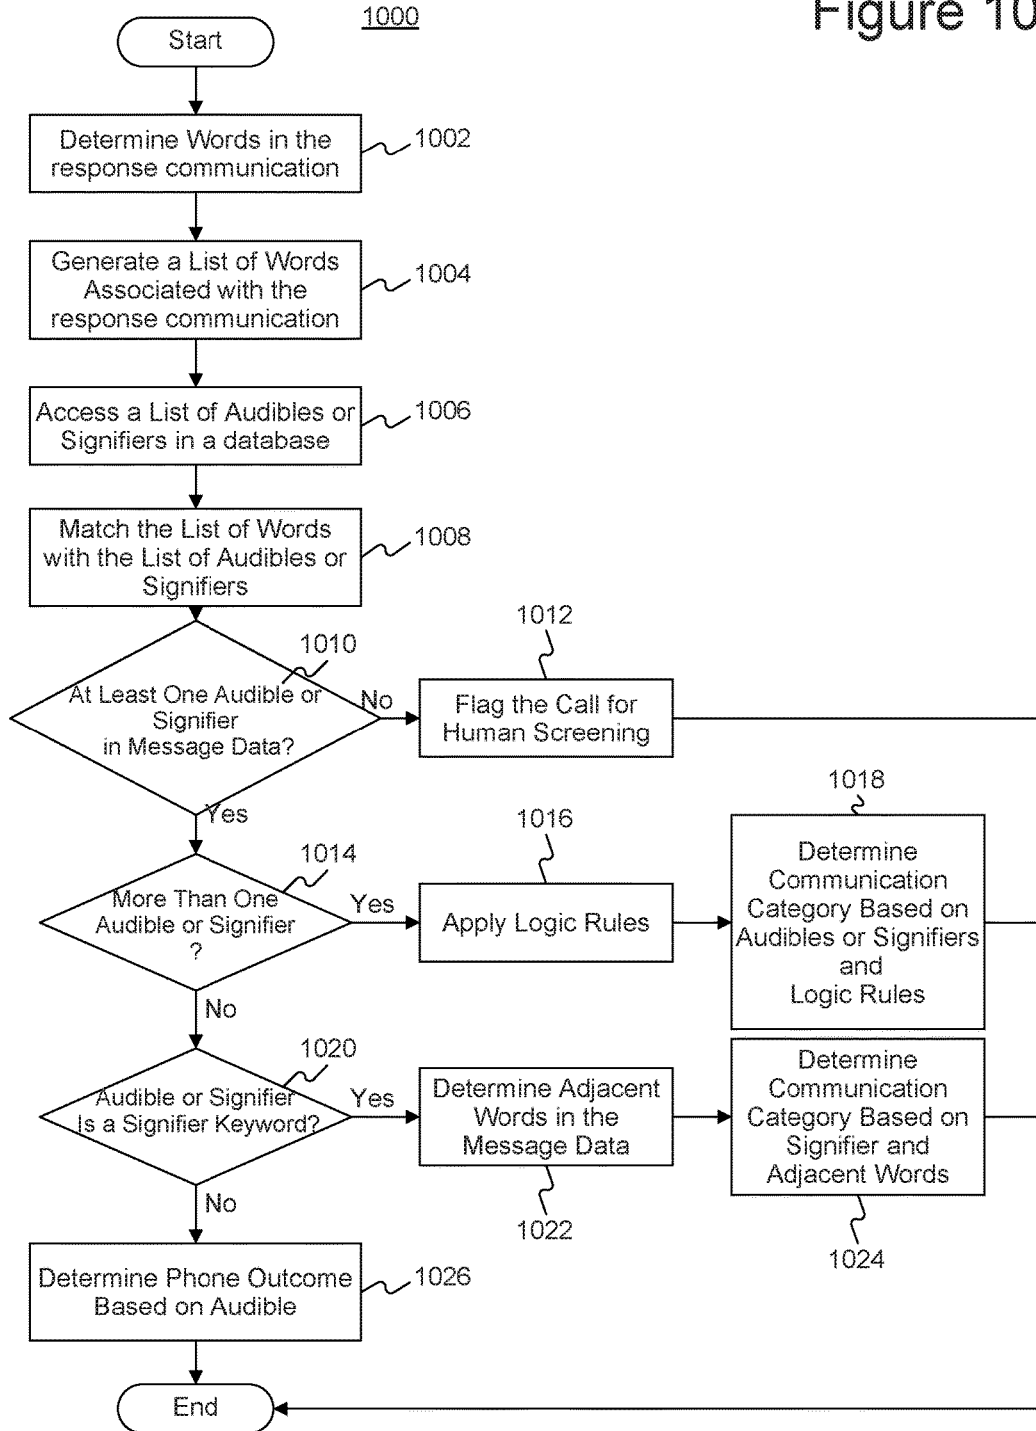 1000
Figure 10
Start
Determine Words in the
response communication
1002
Generate a List of Words
Associated with the
response communication
1004
Access a List of Audibles or
Signifiers in a database
1006
Match the List of Words
with the List of Audibles or
Signifiers
1008
1010
At Least One Audible or
Signifier
in Message Data?
No
1012
Flag the Call for
Human Screening
Yes
1014
More Than One
Audible or Signifier
?
Yes
1016
Apply Logic Rules
1018
Determine
Communication
Category Based on
Audibles or Signifiers
and
Logic Rules
No
1020
Audible or Signifier
Is a Signifier Keyword?
Yes
Determine Adjacent
Words in the
Message Data
1022
Determine
Communication
Category Based on
Signifier and
Adjacent Words
1024
No
Determine Phone Outcome
Based on Audible
1026
End